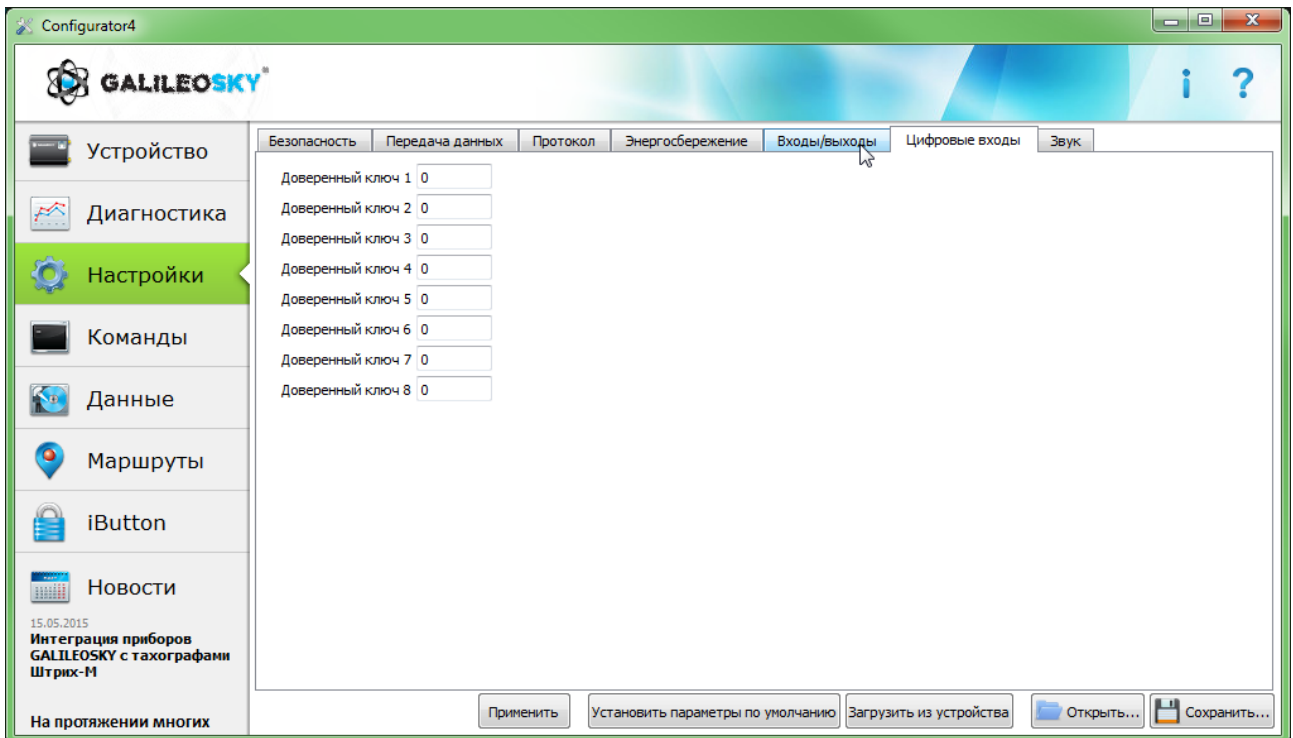 Configurator4
GALILEOSKY®
i ?
Устройство
Диагностика
Настройки
Команды
Данные
Маршруты
iButton
Новости
15.05.2015
Интеграция приборов
GALILEOSKY с тахографами
Штрих-М
На протяжении многих
Безопасность Передача данных Протокол Энергосбережение Входы/выходы Цифровые входы Звук
Доверенный ключ 1 0
Доверенный ключ 2 0
Доверенный ключ 3 0
Доверенный ключ 4 0
Доверенный ключ 5 0
Доверенный ключ 6 0
Доверенный ключ 7 0
Доверенный ключ 8 0
Применить Установить параметры по умолчанию Загрузить из устройства Открыть... Сохранить...